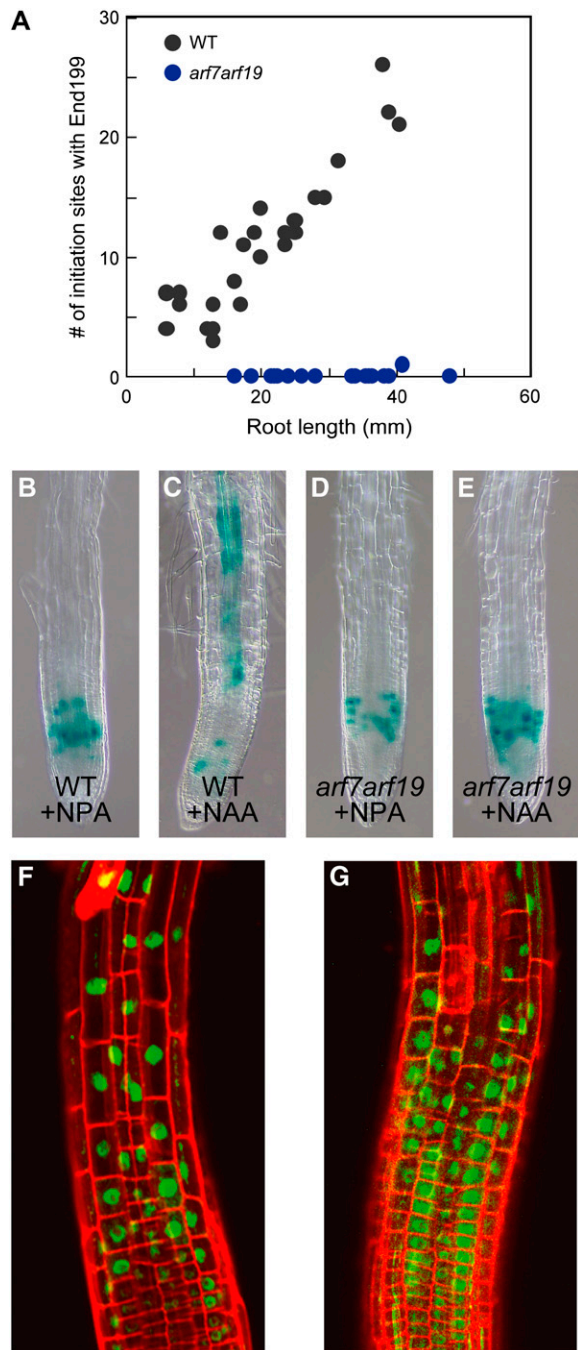 A
30
WT
arf7arf19
20
# of initiation sites with End199
10
0
0
20
40
60
Root length (mm)
B
C
D
E
WT
+NPA
WT
+NAA
arf7arf19
+NPA
arf7arf19
+NAA
F
G